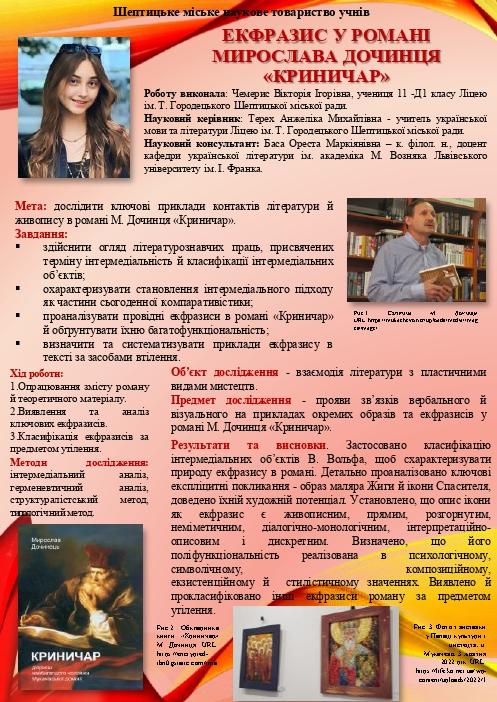 Шептицьке міське наукове товариство учнів
ЕКФРАЗИС У РОМАНІ
МИРОСЛАВА ДОЧИНЦЯ
«КРИНИЧАР»
Роботу виконала: Чемерис Вікторія Ігорівна, учениця 11 -Д1 класу Ліцею
ім. Т. Городецького Шептицької міської ради.
Науковий керівник: Терех Анжеліка Михайлівна - учитель української
мови та літератури Ліцею ім. Т. Городецького Шептицької міської ради.
Науковий консультант: Баса Ореста Маркіянівна – к. філол. н., доцент
кафедри української літератури ім. академіка М. Возняка Львівського
університету ім. І. Франка.
Мета: дослідити ключові приклади контактів літератури й
живопису в романі М. Дочинця «Криничар».
Завдання:
▪ здійснити огляд літературознавчих праць, присвячених
терміну інтермедіальність й класифікації інтермедіальних
об’єктів;
▪ охарактеризувати становлення інтермедіального підходу
як частини сьогоденної компаративістики;
▪ проаналізувати провідні екфразиси в романі «Криничар»
й обґрунтувати їхню багатофункціональність;
▪ визначити та систематизувати приклади екфразису в
тексті за засобами втілення.
Хід роботи:
1.Опрацювання змісту роману
й теоретичного матеріалу.
2.Виявлення та аналіз
ключових екфразисів.
3.Класифікація екфразисів за
предметом утілення.
Методи дослідження:
інтермедіальний аналіз,
герменевтичний аналіз,
структуралістський метод,
типологічний метод.
Об’єкт дослідження - взаємодія літератури з пластичними
видами мистецтв.
Предмет дослідження - прояви зв’язків вербального й
візуального на прикладах окремих образів та екфразисів у
романі М. Дочинця «Криничар».
Результати та висновки. Застосовано класифікацію
інтермедіальних об’єктів В. Вольфа, щоб схарактеризувати
природу екфразису в романі. Детально проаналізовано ключові
експліцитні покликання - образ маляра Жити й ікони Спасителя,
доведено їхній художній потенціал. Установлено, що опис ікони
як екфразис є живописним, прямим, розгорнутим,
неміметичним, діалогічно-монологічним, інтерпретаційно-
описовим і дискретним. Визначено, що його
поліфункціональність реалізована в психологічному,
символічному, композиційному,
екзистенційному й стилістичному значеннях. Виявлено й
прокласифіковано інші екфразиси роману за предметом
утілення.
Мирослав
Дочинець
КРИНИЧАР
Рис 2. Обкладинка
книги «Криничар»
М. Дочинця URL:
Рис. 3. Фото з виставки
у Палаці культури і
мистецтв м.
Мукачево. 3 жовтня
2022 рік. URL: